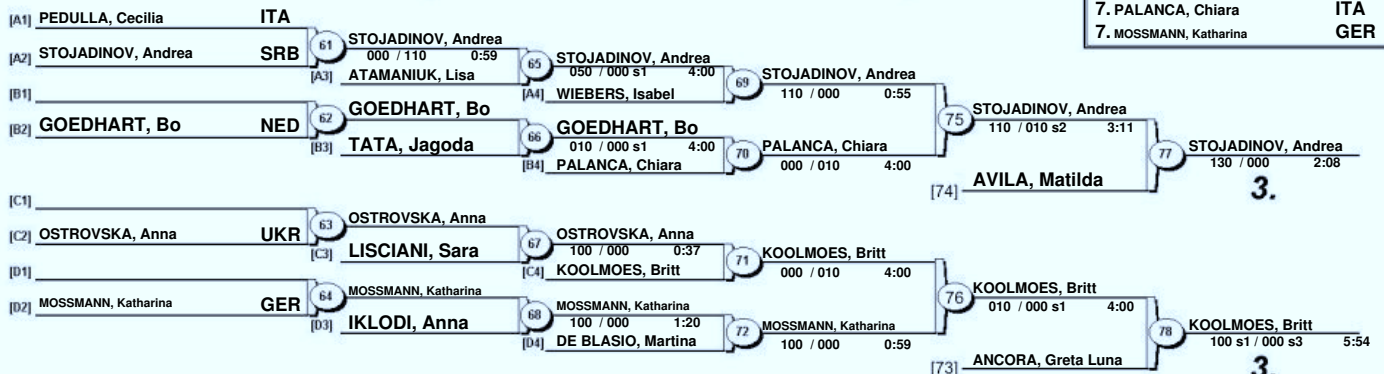 7. PALANCA, Chiara ITA
7. MOSSMANN, Katharina GER
[A1] PEDULLA, Cecilia ITA
[A2] STOJADINOV, Andrea SRB
61 STOJADINOV, Andrea
000 / 110 0:59
[A3] ATAMANIUK, Lisa
65 STOJADINOV, Andrea
050 / 000 s1 4:00
[A4] WIEBERS, Isabel
69 STOJADINOV, Andrea
110 / 000 0:55
[B1]
[B2] GOEDHART, Bo NED
62 GOEDHART, Bo
[B3] TATA, Jagoda
66 GOEDHART, Bo
010 / 000 s1 4:00
[B4] PALANCA, Chiara
70 PALANCA, Chiara
000 / 010 4:00
75 STOJADINOV, Andrea
110 / 010 s2 3:11
[74] AVILA, Matilda
77 STOJADINOV, Andrea
130 / 000 2:08
3.
[C1]
[C2] OSTROVSKA, Anna UKR
63 OSTROVSKA, Anna
[C3] LISCIANI, Sara
67 OSTROVSKA, Anna
100 / 000 0:37
[C4] KOOLMOES, Britt
71 KOOLMOES, Britt
000 / 010 4:00
[D1]
[D2] MOSSMANN, Katharina GER
64 MOSSMANN, Katharina
[D3] IKLODI, Anna
68 MOSSMANN, Katharina
100 / 000 1:20
[D4] DE BLASIO, Martina
72 MOSSMANN, Katharina
100 / 000 0:59
76 KOOLMOES, Britt
010 / 000 s1 4:00
[73] ANCORA, Greta Luna
78 KOOLMOES, Britt
100 s1 / 000 s3 5:54
3.